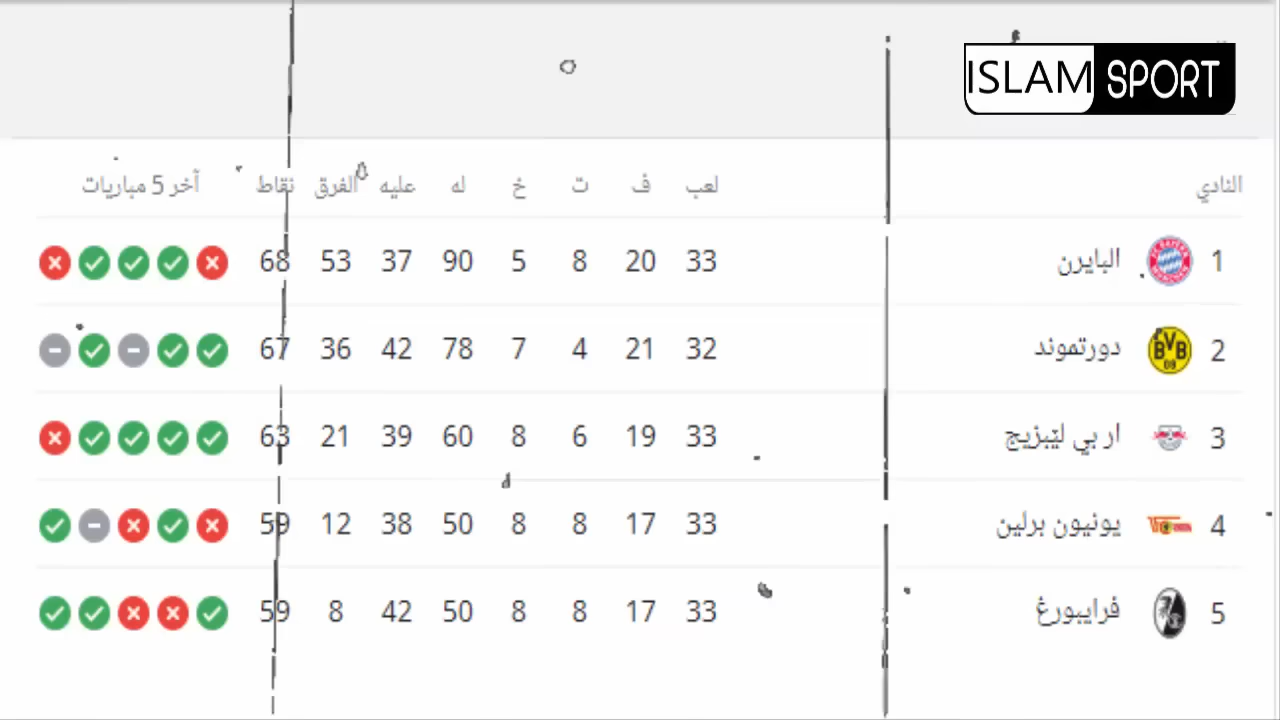 ISLAM SPORT
النادي لعب ف ت خ له عليه الفرق نقاط آخر 5 مباريات
1 البايرن 33 20 8 5 90 37 53 68
2 دورتموند 32 21 4 7 78 42 36 67
3 ار بي ليبزيج 33 19 6 8 60 39 21 63
4 يونيون برلين 33 17 8 8 50 38 12 59
5 فرايبورغ 33 17 8 8 50 42 8 59